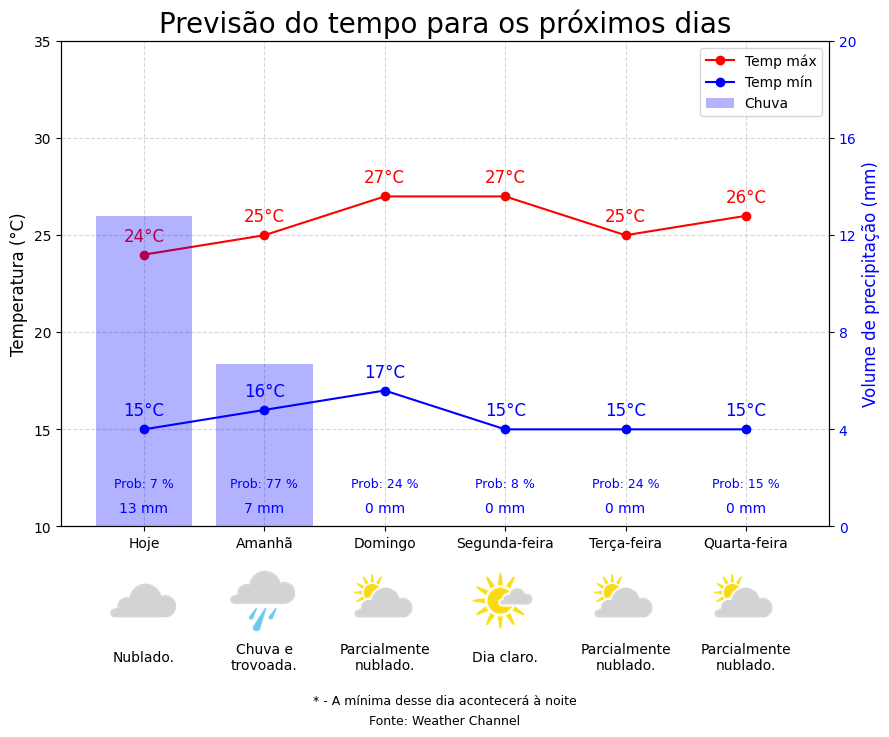 Previsão do tempo para os próximos dias
35
30
25
20
15
10
Temperatura (°C)
20
16
12
8
4
0
Volume de precipitação (mm)
Temp máx
Temp mín
Chuva
24°C
25°C
27°C
27°C
25°C
26°C
15°C
16°C
17°C
15°C
15°C
15°C
Prob: 7 %
Prob: 77 %
Prob: 24 %
Prob: 8 %
Prob: 24 %
Prob: 15 %
13 mm
7 mm
0 mm
0 mm
0 mm
0 mm
Hoje
Amanhã
Domingo
Segunda-feira
Terça-feira
Quarta-feira
Nublado.
Chuva e
trovoada.
Parcialmente
nublado.
Dia claro.
Parcialmente
nublado.
Parcialmente
nublado.
* - A mínima desse dia acontecerá à noite
Fonte: Weather Channel